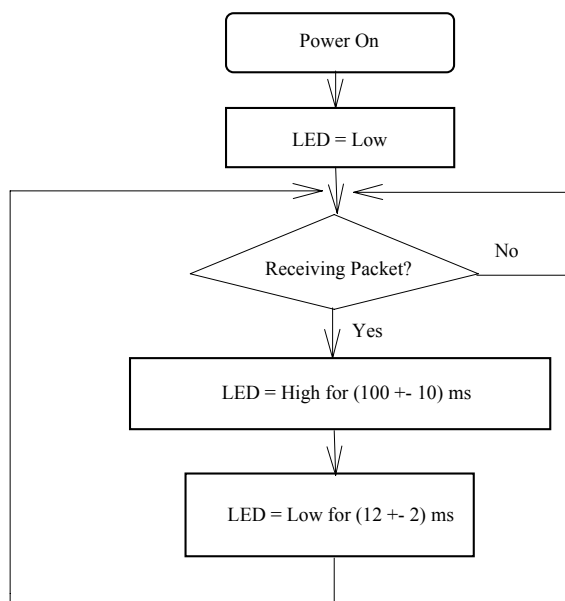 Power On
LED = Low
Receiving Packet?
No
Yes
LED = High for (100 +- 10) ms
LED = Low for (12 +- 2) ms